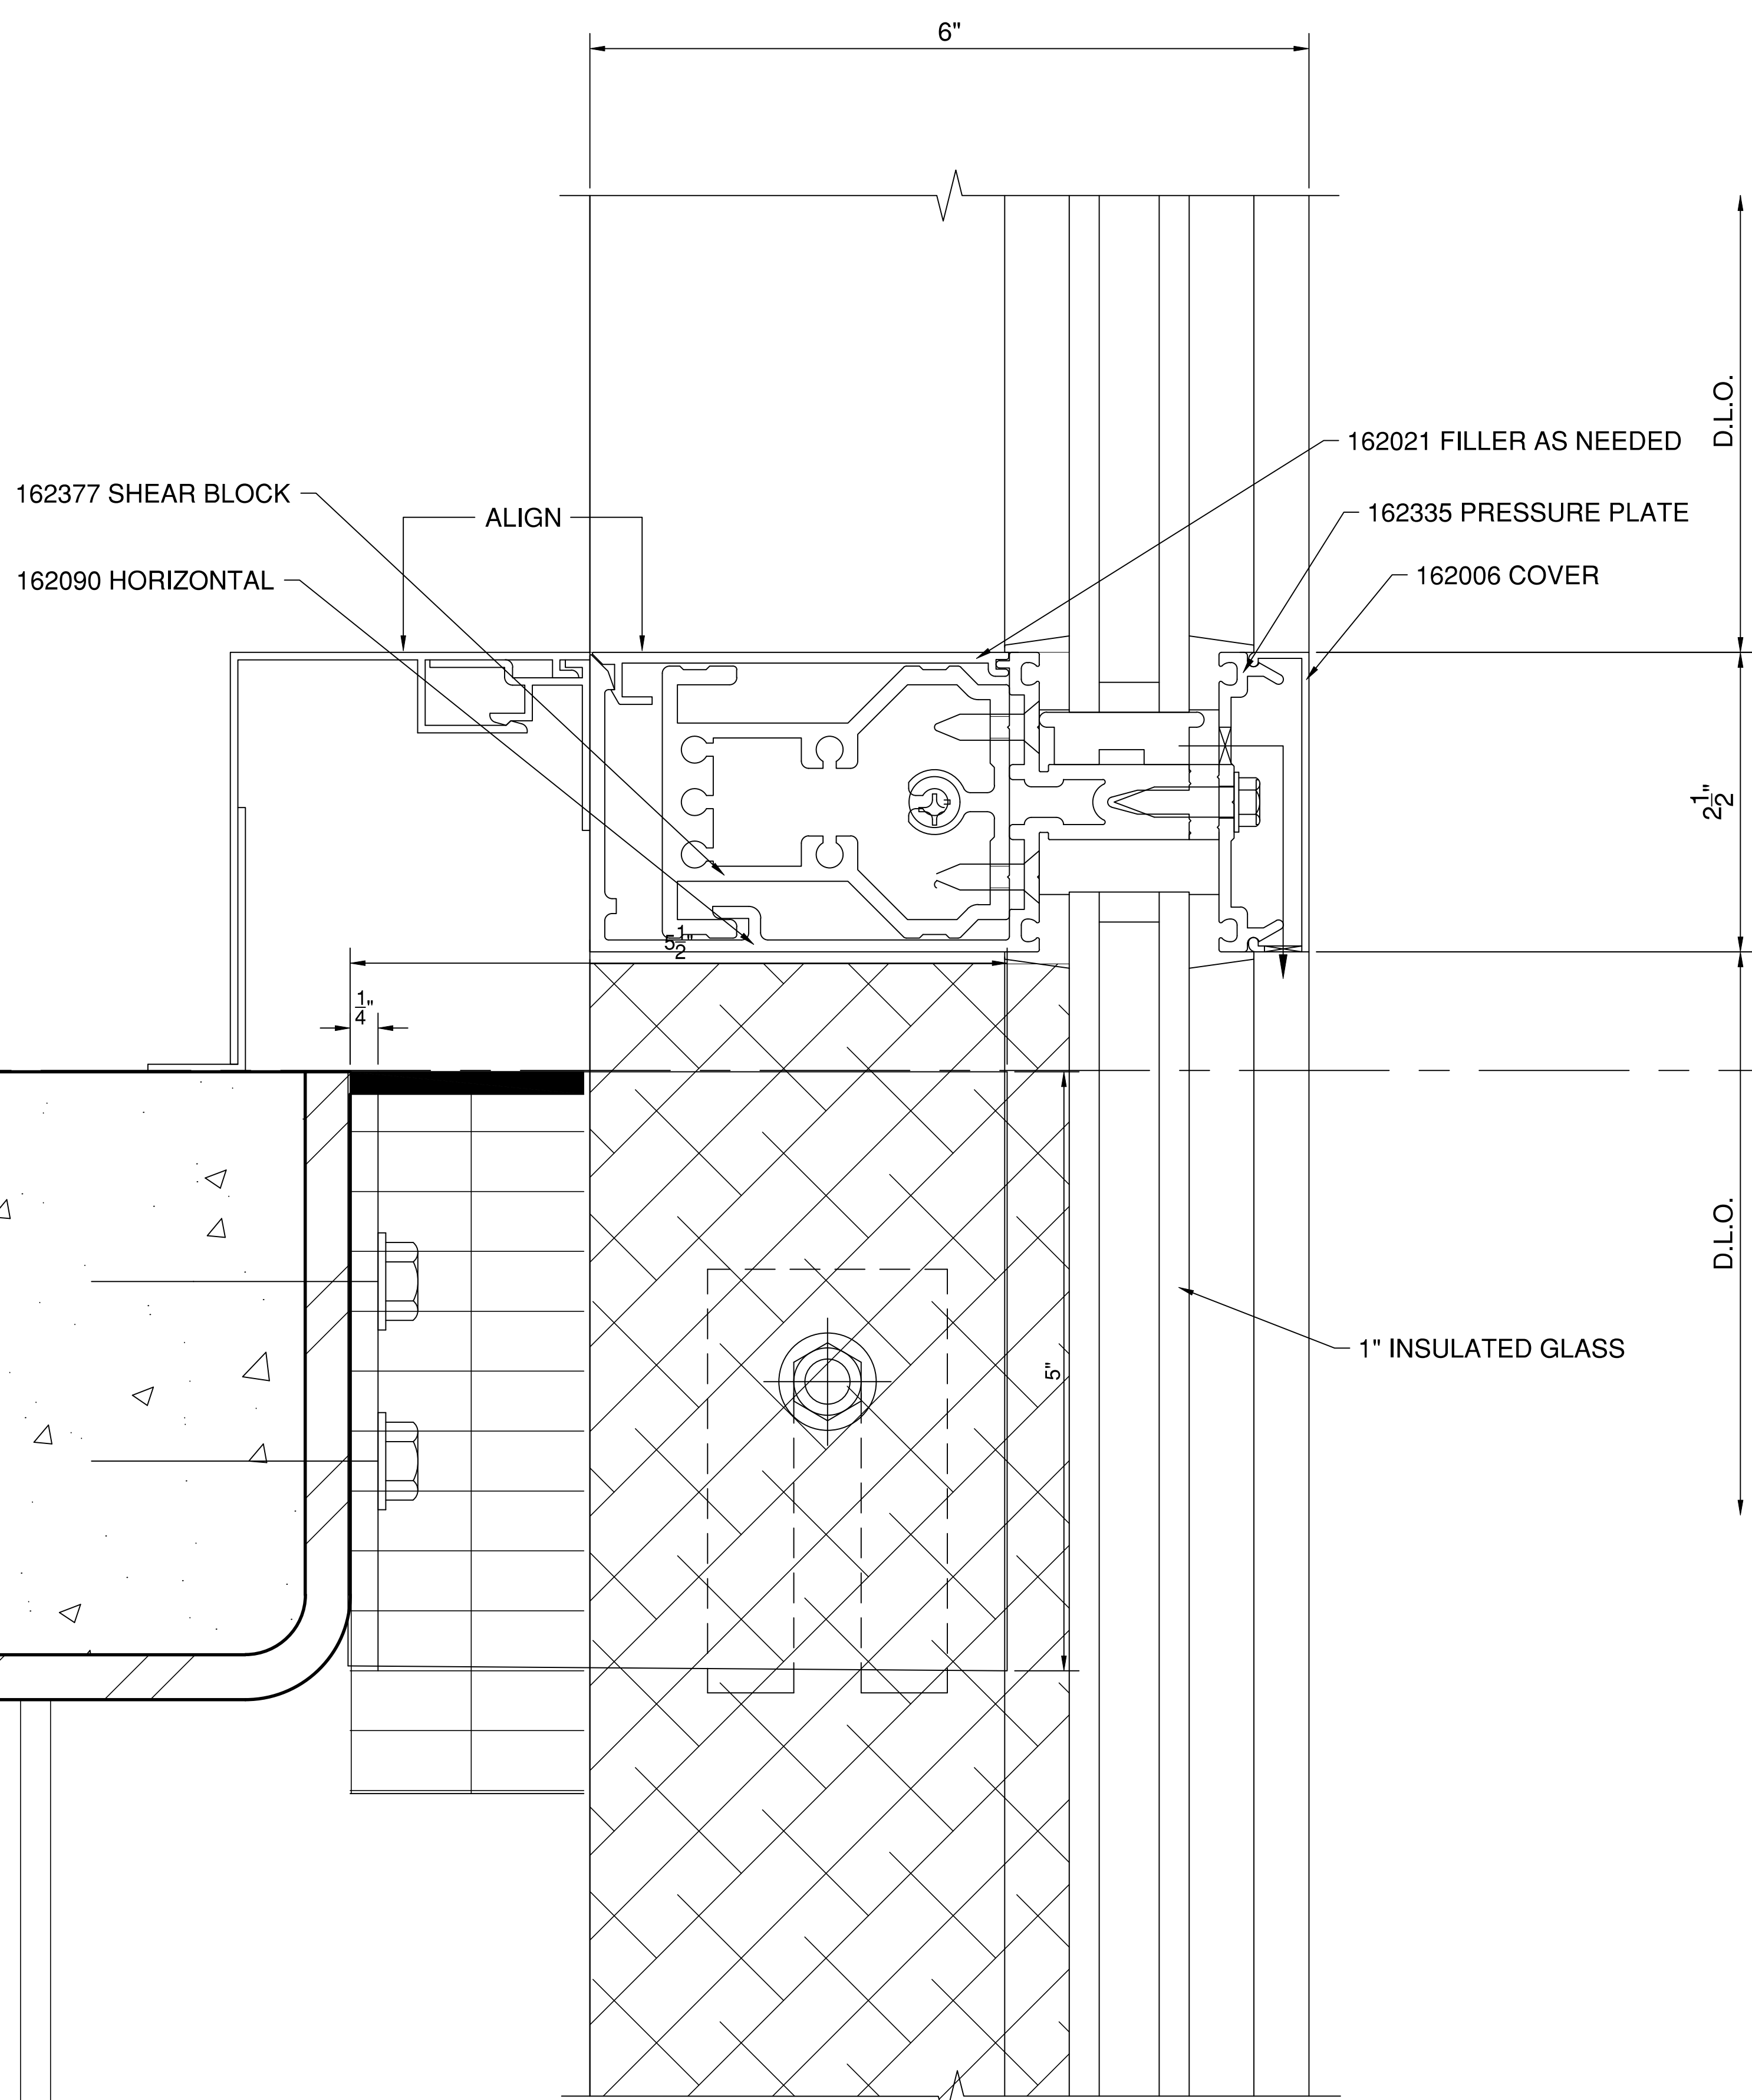 6"
D.L.O.
162021 FILLER AS NEEDED
162377 SHEAR BLOCK
ALIGN
162335 PRESSURE PLATE
162090 HORIZONTAL
162006 COVER
2 1/2"
5 1/2"
1/4"
D.L.O.
1" INSULATED GLASS
5"